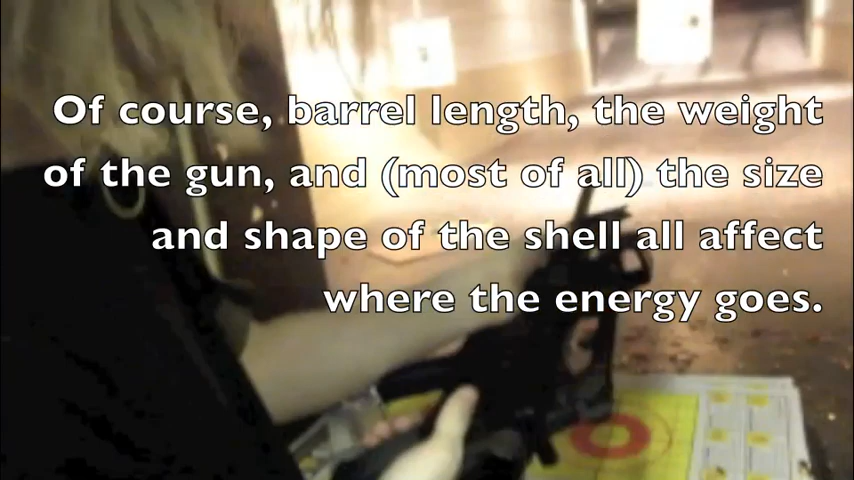 Of course, barrel length, the weight
of the gun, and (most of all) the size
and shape of the shell all affect
where the energy goes.